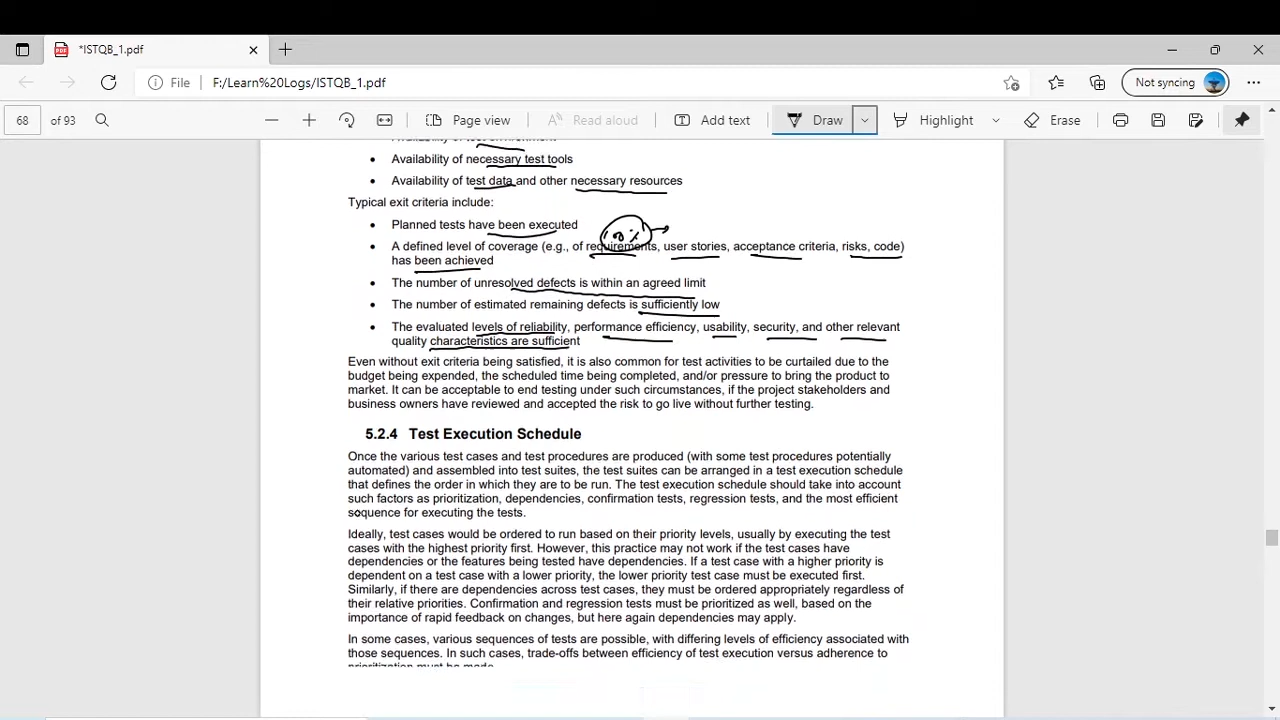 *ISTQB_1.pdf
File F:/Learn%20Logs/ISTQB_1.pdf Not syncing
68 of 93 Page view Read aloud Add text Draw Highlight Erase
• Availability of necessary test tools
• Availability of test data and other necessary resources
Typical exit criteria include:
• Planned tests have been executed
100%
• A defined level of coverage (e.g., of requirements, user stories, acceptance criteria, risks, code)
has been achieved
• The number of unresolved defects is within an agreed limit
• The number of estimated remaining defects is sufficiently low
• The evaluated levels of reliability, performance efficiency, usability, security, and other relevant
quality characteristics are sufficient
Even without exit criteria being satisfied, it is also common for test activities to be curtailed due to the
budget being expended, the scheduled time being completed, and/or pressure to bring the product to
market. It can be acceptable to end testing under such circumstances, if the project stakeholders and
business owners have reviewed and accepted the risk to go live without further testing.
5.2.4 Test Execution Schedule
Once the various test cases and test procedures are produced (with some test procedures potentially
automated) and assembled into test suites, the test suites can be arranged in a test execution schedule
that defines the order in which they are to be run. The test execution schedule should take into account
such factors as prioritization, dependencies, confirmation tests, regression tests, and the most efficient
sequence for executing the tests.
Ideally, test cases would be ordered to run based on their priority levels, usually by executing the test
cases with the highest priority first. However, this practice may not work if the test cases have
dependencies or the features being tested have dependencies. If a test case with a higher priority is
dependent on a test case with a lower priority, the lower priority test case must be executed first.
Similarly, if there are dependencies across test cases, they must be ordered appropriately regardless of
their relative priorities. Confirmation and regression tests must be prioritized as well, based on the
importance of rapid feedback on changes, but here again dependencies may apply.
In some cases, various sequences of tests are possible, with differing levels of efficiency associated with
those sequences. In such cases, trade-offs between efficiency of test execution versus adherence to
prioritization must be made.